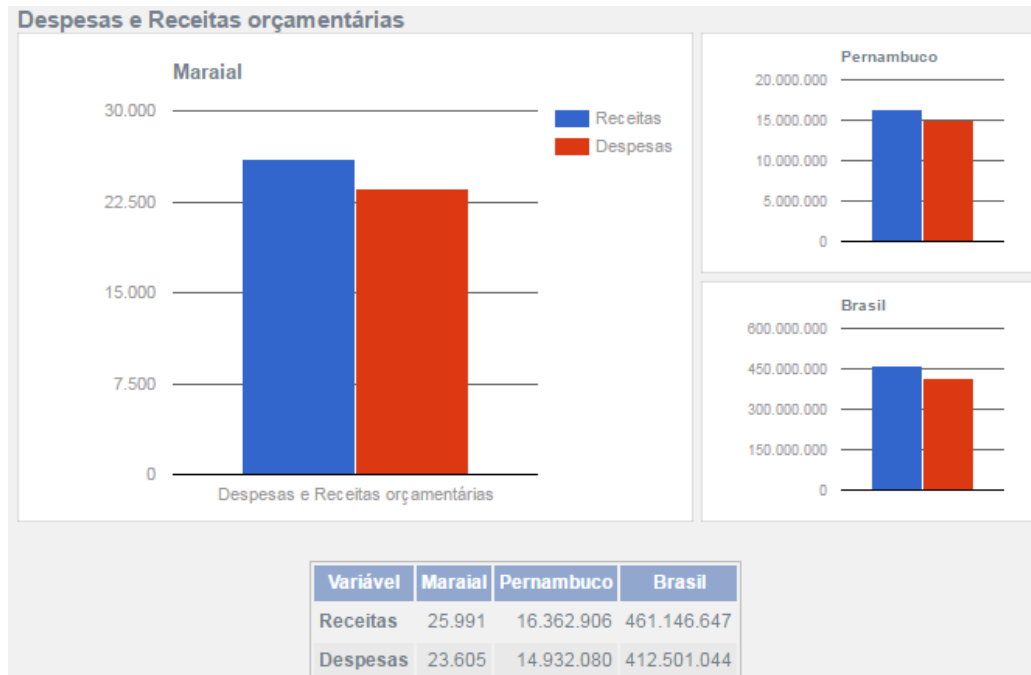 Despesas e Receitas orçamentárias
Maraial
30.000
22.500
15.000
7.500
0
Despesas e Receitas orçamentárias
Receitas
Despesas
Pernambuco
20.000.000
15.000.000
10.000.000
5.000.000
0
Brasil
600.000.000
450.000.000
300.000.000
150.000.000
0
Variável Maraial Pernambuco Brasil
Receitas 25.991 16.362.906 461.146.647
Despesas 23.605 14.932.080 412.501.044